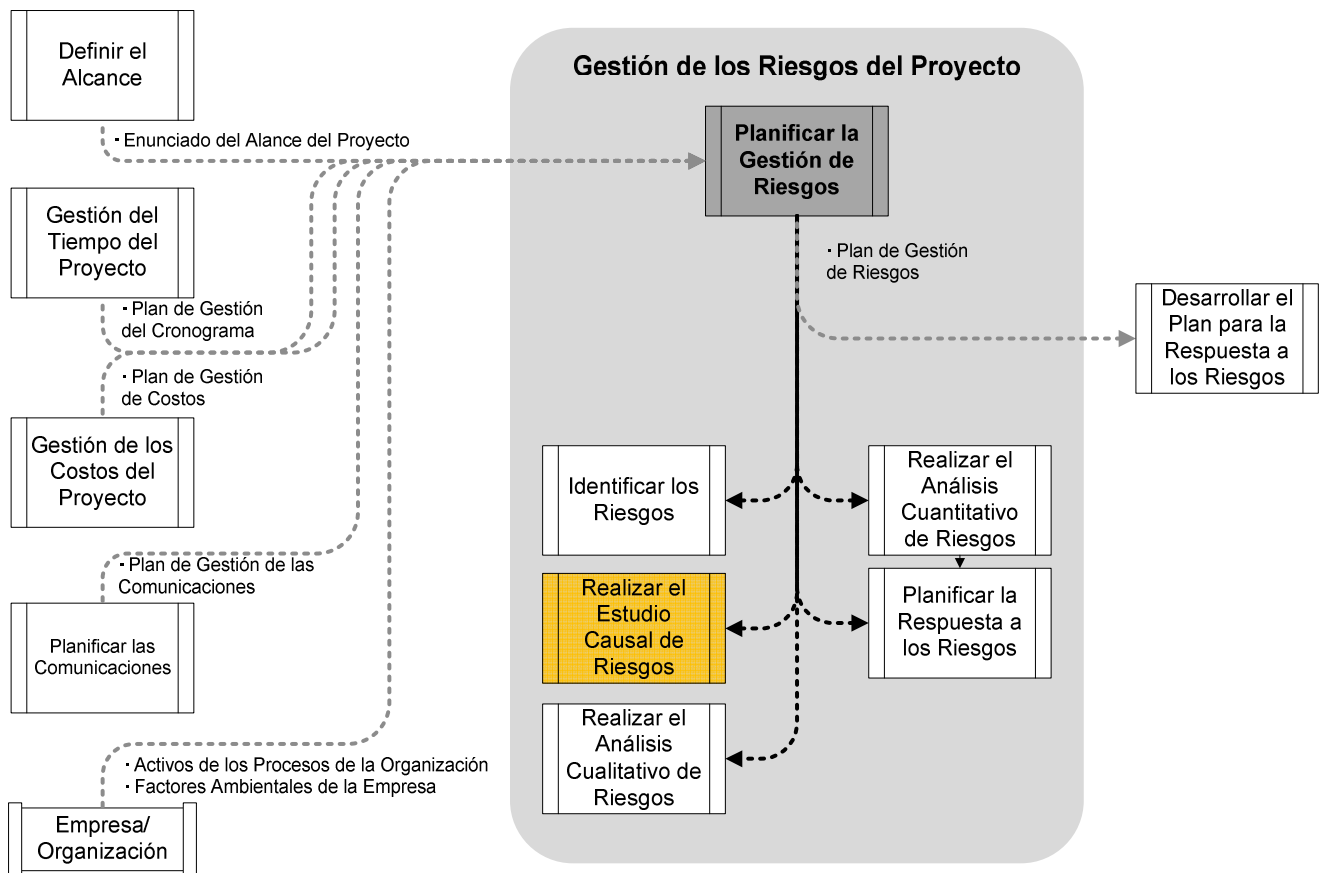 Definir el
Alcance
· Enunciado del Alance del Proyecto
Gestión del
Tiempo del
Proyecto
· Plan de Gestión
del Cronograma
· Plan de Gestión
de Costos
Gestión de los
Costos del
Proyecto
· Plan de Gestión de las
Comunicaciones
Planificar las
Comunicaciones
· Activos de los Procesos de la Organización
· Factores Ambientales de la Empresa
Empresa/
Organización
Gestión de los Riesgos del Proyecto
Planificar la
Gestión de
Riesgos
· Plan de Gestión
de Riesgos
Identificar los
Riesgos
Realizar el
Estudio
Causal de
Riesgos
Realizar el
Análisis
Cualitativo de
Riesgos
Realizar el
Análisis
Cuantitativo
de Riesgos
Planificar la
Respuesta a
los Riesgos
Desarrollar el
Plan para la
Respuesta a
los Riesgos